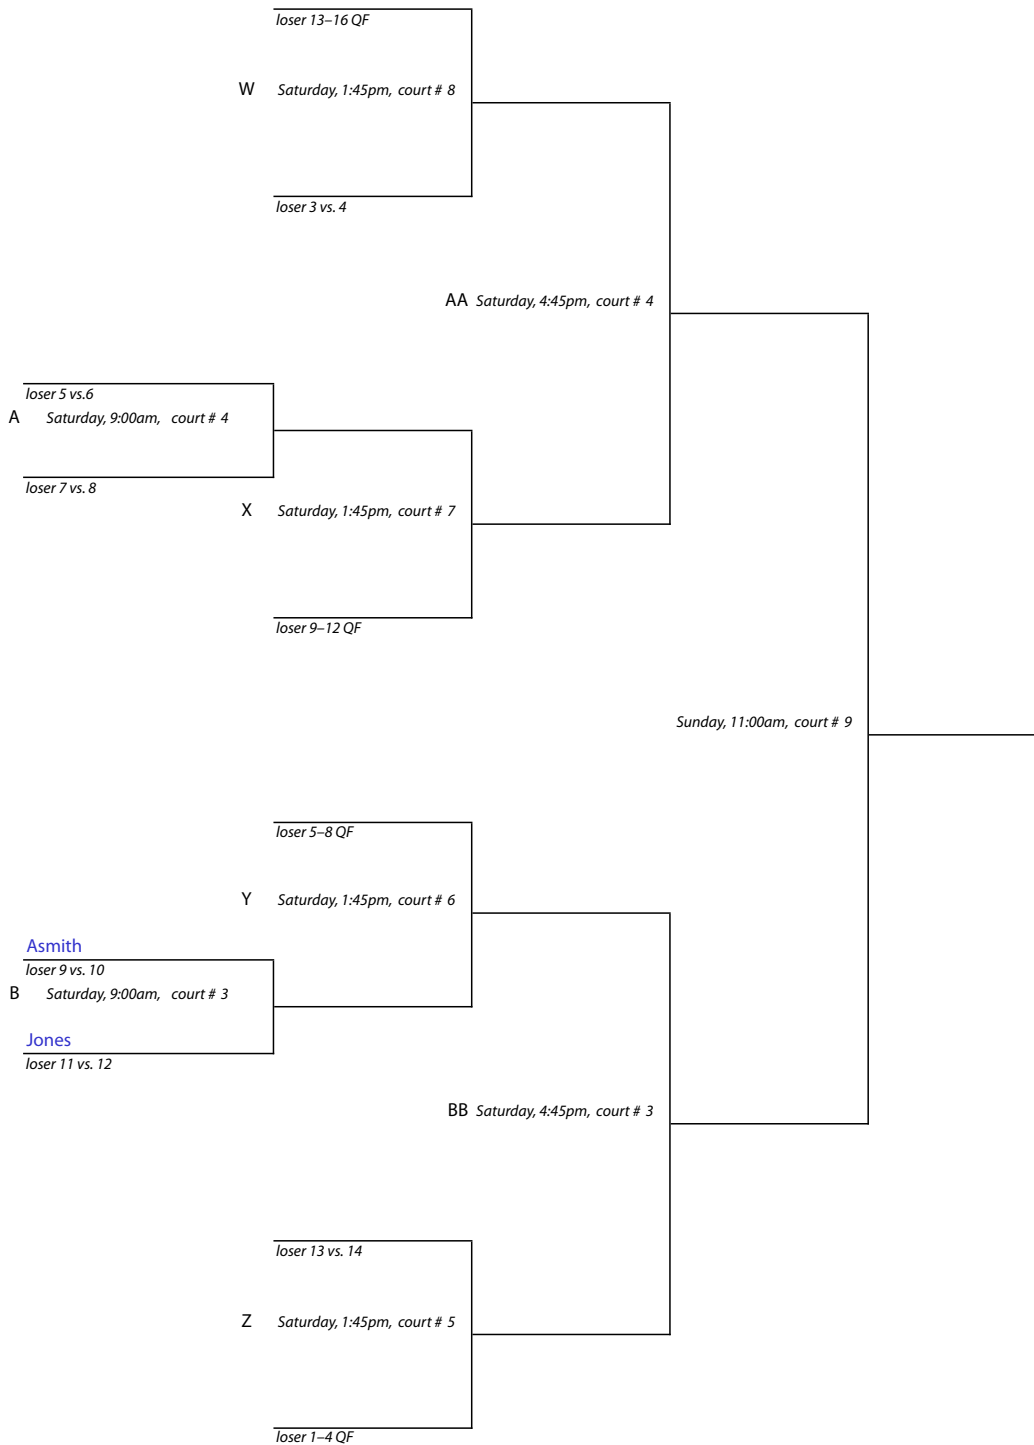 loser 13–16 QF
W Saturday, 1:45pm, court # 8
loser 3 vs. 4
AA Saturday, 4:45pm, court # 4
loser 5 vs.6
A Saturday, 9:00am, court # 4
loser 7 vs. 8
X Saturday, 1:45pm, court # 7
loser 9–12 QF
Sunday, 11:00am, court # 9
loser 5–8 QF
Y Saturday, 1:45pm, court # 6
Asmith
loser 9 vs. 10
B Saturday, 9:00am, court # 3
Jones
loser 11 vs. 12
BB Saturday, 4:45pm, court # 3
loser 13 vs. 14
Z Saturday, 1:45pm, court # 5
loser 1–4 QF